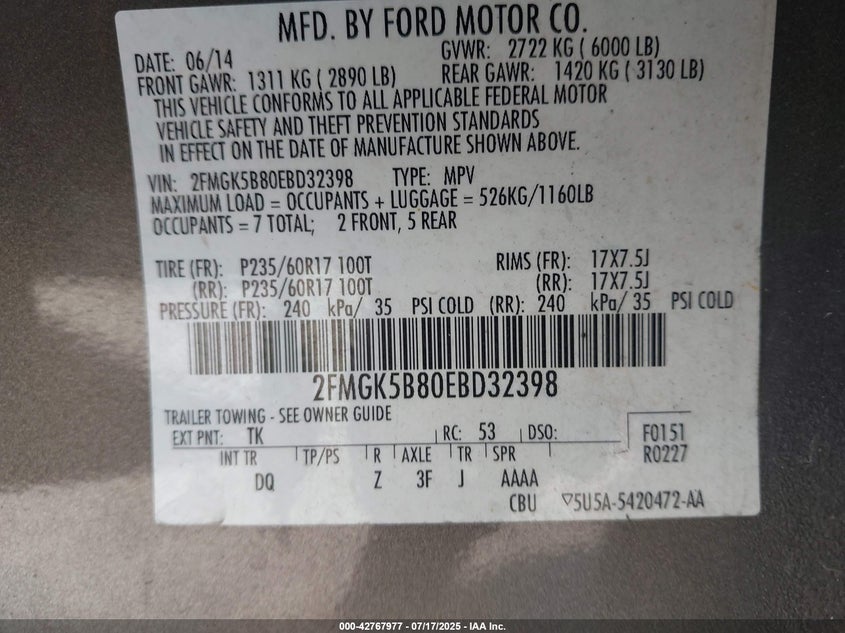 MFD. BY FORD MOTOR CO.
DATE: 06/14 GVWR: 2722 KG ( 6000 LB)
FRONT GAWR: 1311 KG ( 2890 LB) REAR GAWR: 1420 KG ( 3130 LB)
THIS VEHICLE CONFORMS TO ALL APPLICABLE FEDERAL MOTOR
VEHICLE SAFETY AND THEFT PREVENTION STANDARDS
IN EFFECT ON THE DATE OF MANUFACTURE SHOWN ABOVE.
VIN: 2FMGK5B80EBD32398 TYPE: MPV
MAXIMUM LOAD = OCCUPANTS + LUGGAGE = 526KG/1160LB
OCCUPANTS = 7 TOTAL; 2 FRONT, 5 REAR
TIRE (FR): P235/60R17 100T RIMS (FR): 17X7.5J
(RR): P235/60R17 100T (RR): 17X7.5J
PRESSURE (FR): 240 kPa/ 35 PSI COLD (RR): 240 kPa/ 35 PSI COLD
2FMGK5B80EBD32398
TRAILER TOWING - SEE OWNER GUIDE
EXT PNT: TK RC: 53 DSO: F0151
INT TR TP/PS R AXLE TR SPR R0227
DQ Z 3F J AAAA
CBU ▽5U5A-5420472-AA
000-42767977 - 07/17/2025 - IAA Inc.